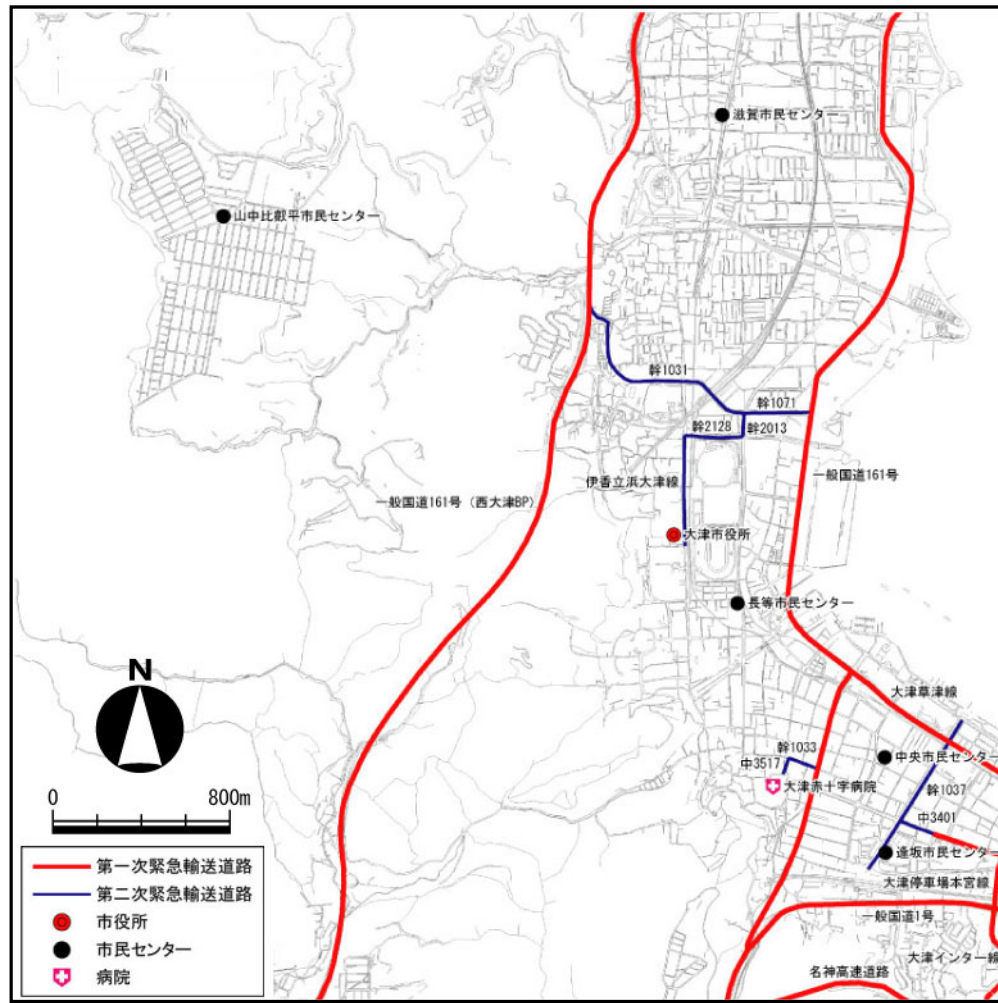 滋賀市民センター
山中比叡平市民センター
幹1031
幹1071
幹2128
幹2013
伊香立浜大津線
一般国道161号
一般国道161号（西大津BP）
大津市役所
長等市民センター
N
大津草津線
幹1033
中3517
中央市民センター
大津赤十字病院
幹1037
0
800m
中3401
逢坂市民センター
大津停車場本宮線
第一次緊急輸送道路
第二次緊急輸送道路
市役所
市民センター
病院
一般国道1号
大津インター線
名神高速道路